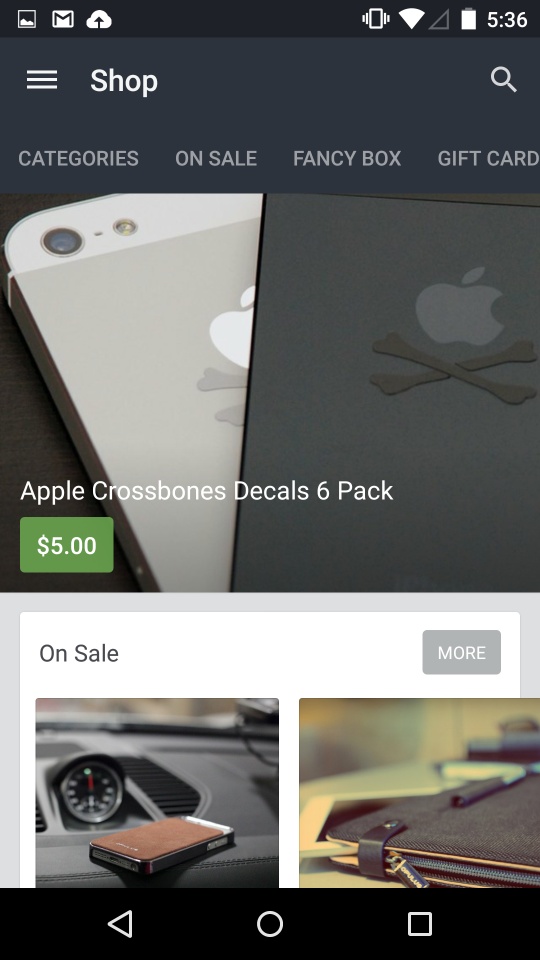 5:36
Shop
CATEGORIES ON SALE FANCY BOX GIFT CARD
Apple Crossbones Decals 6 Pack
$5.00
On Sale
MORE